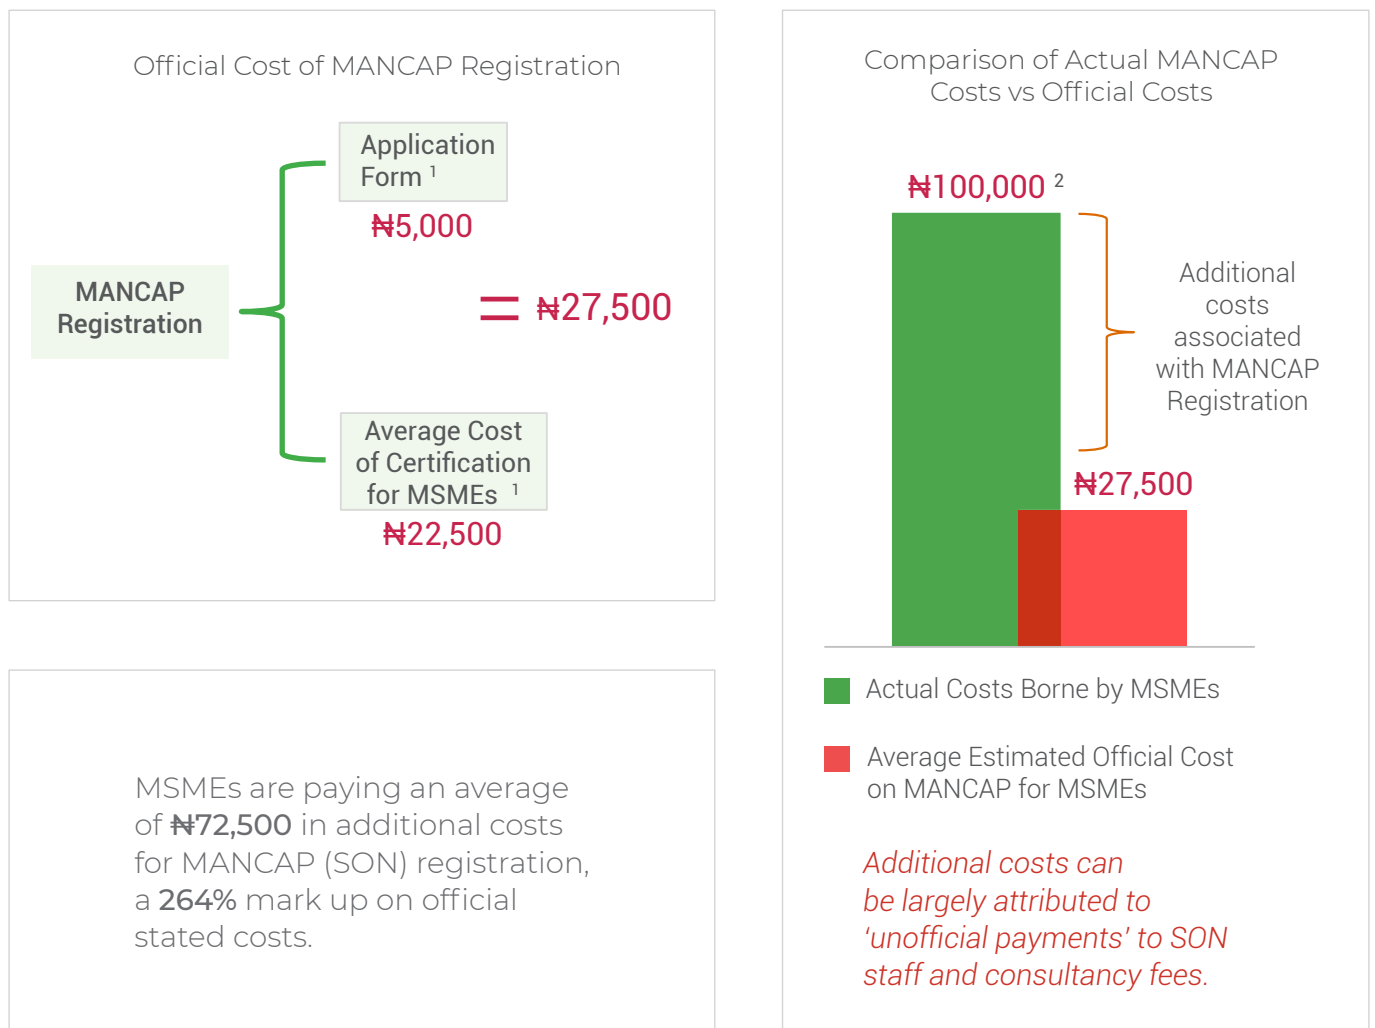 Official Cost of MANCAP Registration
Application
Form ¹
₦5,000
MANCAP
Registration
= ₦27,500
Average Cost
of Certification
for MSMEs ¹
₦22,500
MSMEs are paying an average
of ₦72,500 in additional costs
for MANCAP (SON) registration,
a 264% mark up on official
stated costs.
Comparison of Actual MANCAP
Costs vs Official Costs
₦100,000 ²
Additional
costs
associated
with MANCAP
Registration
₦27,500
Actual Costs Borne by MSMEs
Average Estimated Official Cost
on MANCAP for MSMEs
Additional costs can
be largely attributed to
‘unofficial payments’ to SON
staff and consultancy fees.